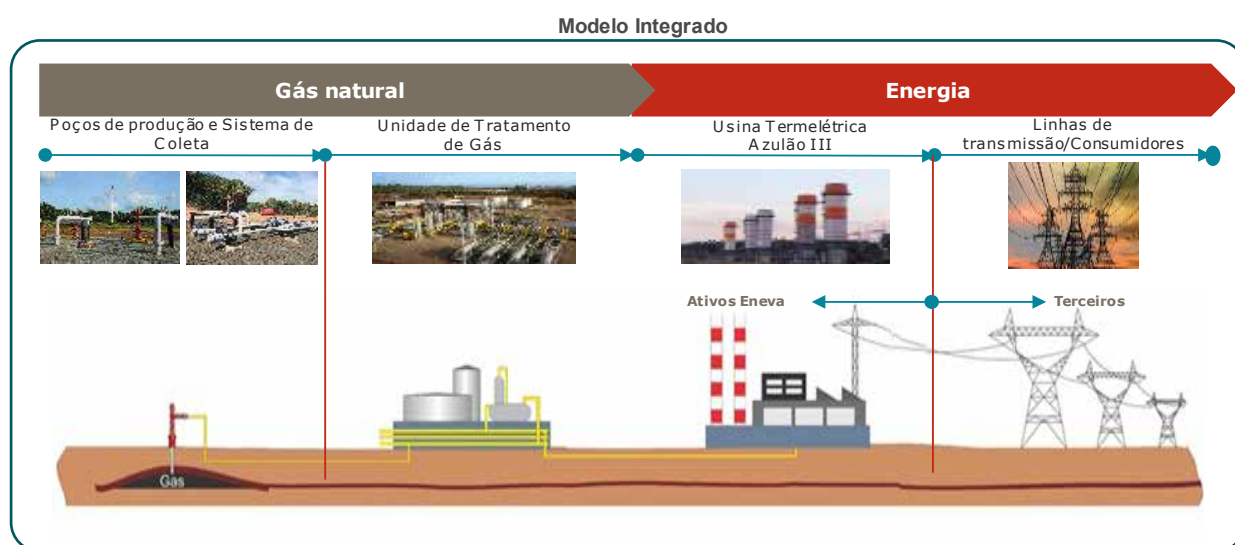 Modelo Integrado
Gás natural
Energia
Poços de produção e Sistema de
Coleta
Unidade de Tratamento
de Gás
Usina Termelétrica
Azulão III
Linhas de
transmissão/Consumidores
Ativos Eneva
Terceiros
Gas